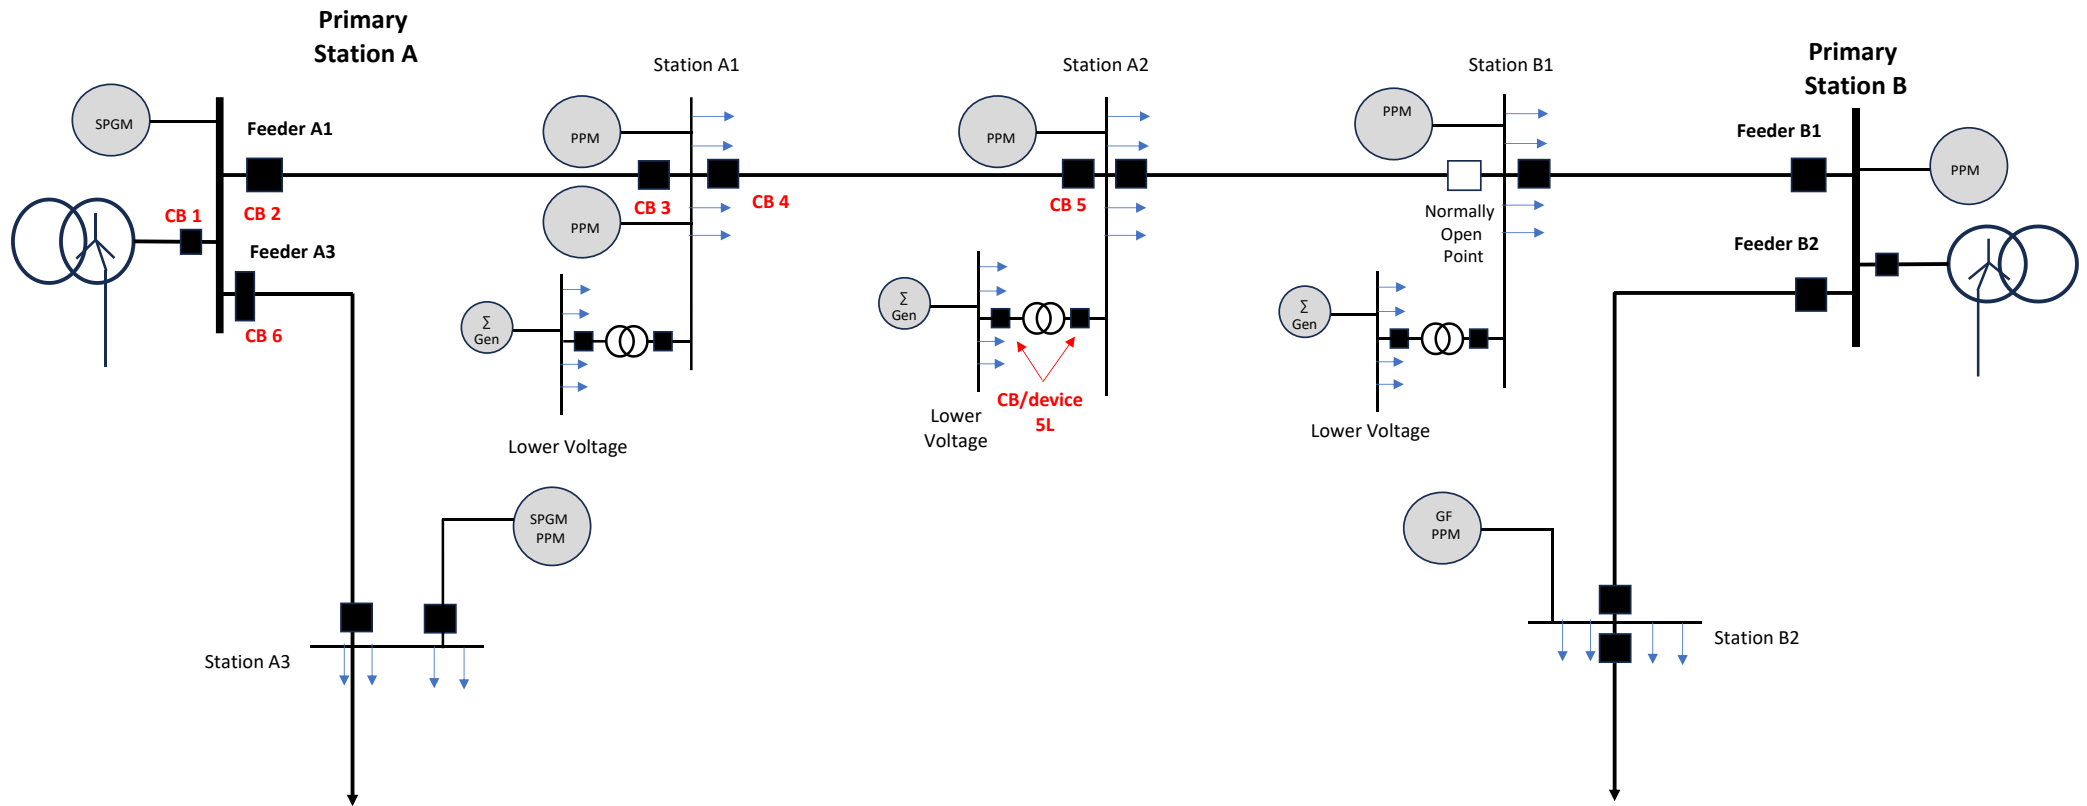 Primary
Station A
Primary
Station B
Station A1
Station A2
Station B1
SPGM
Feeder A1
PPM
PPM
PPM
Feeder B1
PPM
CB 1
CB 2
CB 3
CB 4
CB 5
Normally
Open
Point
PPM
Feeder A3
Feeder B2
CB 6
Σ
Gen
Σ
Gen
Σ
Gen
CB/device
5L
Lower
Voltage
Lower Voltage
Lower Voltage
SPGM
PPM
GF
PPM
Station A3
Station B2